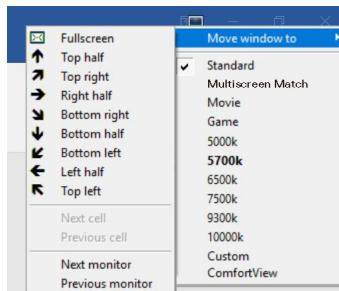 Fullscreen
Top half
Top right
Right half
Bottom right
Bottom half
Bottom left
Left half
Top left
Next cell
Previous cell
Next monitor
Previous monitor
Move window to
Standard
Multiscreen Match
Movie
Game
5000k
5700k
6500k
7500k
9300k
10000k
Custom
ComfortView